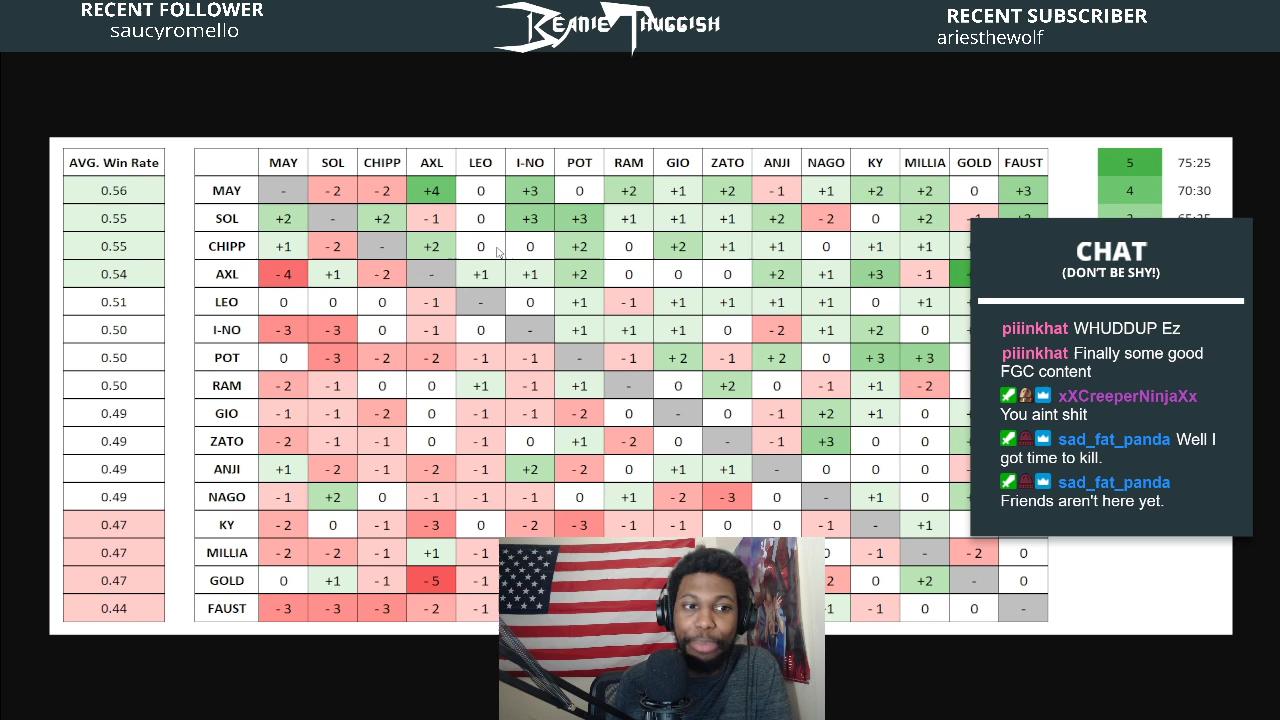 RECENT FOLLOWER
saucyromello
BEANIE THUGGISH
RECENT SUBSCRIBER
ariesthewolf
AVG. Win Rate MAY SOL CHIPP AXL LEO I-NO POT RAM GIO ZATO ANJI NAGO KY MILLIA GOLD FAUST 5 75:25
0.56 MAY - -2 -2 +4 0 +3 0 +2 +1 +2 -1 +1 +2 +2 0 +3 4 70:30
0.55 SOL +2 - +2 -1 0 +3 +3 +1 +1 +1 +2 -2 0 +2
0.55 CHIPP +1 -2 - +2 0 0 +2 0 +2 +1 +1 0 +1 +1
0.54 AXL -4 +1 -2 - +1 +1 +2 0 0 0 +2 +1 +3 -1
0.51 LEO 0 0 0 -1 - 0 +1 -1 +1 +1 +1 +1 0 +1
0.50 I-NO -3 -3 0 -1 0 - +1 +1 +1 0 -2 +1 +2 0
0.50 POT 0 -3 -2 -2 -1 -1 - -1 +2 -1 +2 0 +3 +3
0.50 RAM -2 -1 0 0 +1 -1 +1 - 0 +2 0 -1 +1 -2
0.49 GIO -1 -1 -2 0 -1 -1 -2 0 - 0 -1 +2 +1 0
0.49 ZATO -2 -1 -1 0 -1 0 +1 -2 0 - -1 +3 0 0
0.49 ANJI +1 -2 -1 -2 -1 +2 -2 0 +1 +1 - 0 0 0
0.49 NAGO -1 +2 0 -1 -1 -1 0 +1 -2 -3 0 - +1 0
0.47 KY -2 0 -1 -3 0 -2 -3 -1 -1 0 0 -1 - +1
0.47 MILLIA -2 -2 -1 +1 -1 0 -1 - -2 0
0.47 GOLD 0 +1 -1 -5 -1 0 +2 - 0
0.44 FAUST -3 -3 -3 -2 -1 -1 0 0 -
CHAT
(DON'T BE SHY!)
piiinkhat WHUDDUP Ez
piiinkhat Finally some good
FGC content
xXCreeperNinjaXx
You aint shit
sad_fat_panda Well I
got time to kill.
sad_fat_panda
Friends aren't here yet.